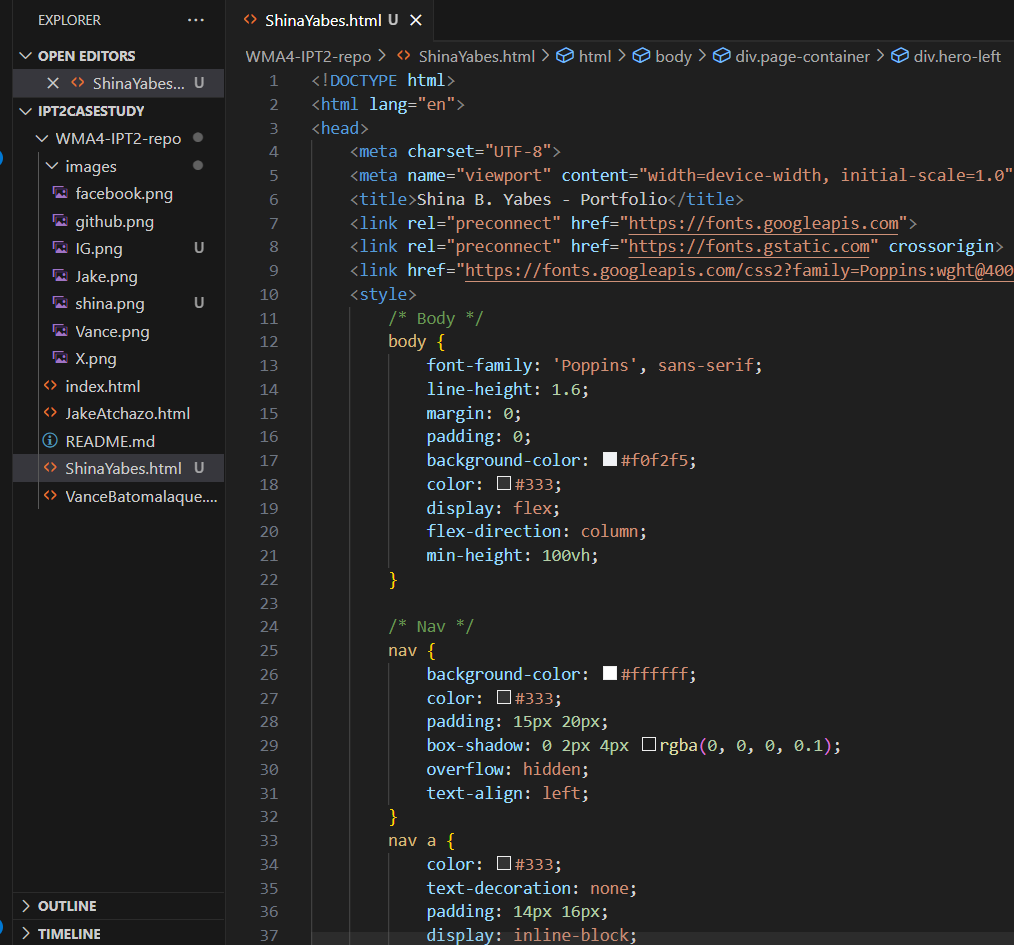 EXPLORER ...
OPEN EDITORS
ShinaYabes... U
IPT2CASESTUDY
WMA4-IPT2-repo
images
facebook.png
github.png
IG.png U
Jake.png
shina.png U
Vance.png
X.png
index.html
JakeAtchazo.html
README.md
ShinaYabes.html U
VanceBatomalaque....
OUTLINE
TIMELINE
ShinaYabes.html U
WMA4-IPT2-repo > ShinaYabes.html > html > body > div.page-container > div.hero-left
1 <!DOCTYPE html>
2 <html lang="en">
3 <head>
4 <meta charset="UTF-8">
5 <meta name="viewport" content="width=device-width, initial-scale=1.0"
6 <title>Shina B. Yabes - Portfolio</title>
7 <link rel="preconnect" href="https://fonts.googleapis.com">
8 <link rel="preconnect" href="https://fonts.gstatic.com" crossorigin>
9 <link href="https://fonts.googleapis.com/css2?family=Poppins:wght@400
10 <style>
11 /* Body */
12 body {
13 font-family: 'Poppins', sans-serif;
14 line-height: 1.6;
15 margin: 0;
16 padding: 0;
17 background-color: #f0f2f5;
18 color: #333;
19 display: flex;
20 flex-direction: column;
21 min-height: 100vh;
22 }
23
24 /* Nav */
25 nav {
26 background-color: #ffffff;
27 color: #333;
28 padding: 15px 20px;
29 box-shadow: 0 2px 4px rgba(0, 0, 0, 0.1);
30 overflow: hidden;
31 text-align: left;
32 }
33 nav a {
34 color: #333;
35 text-decoration: none;
36 padding: 14px 16px;
37 display: inline-block;